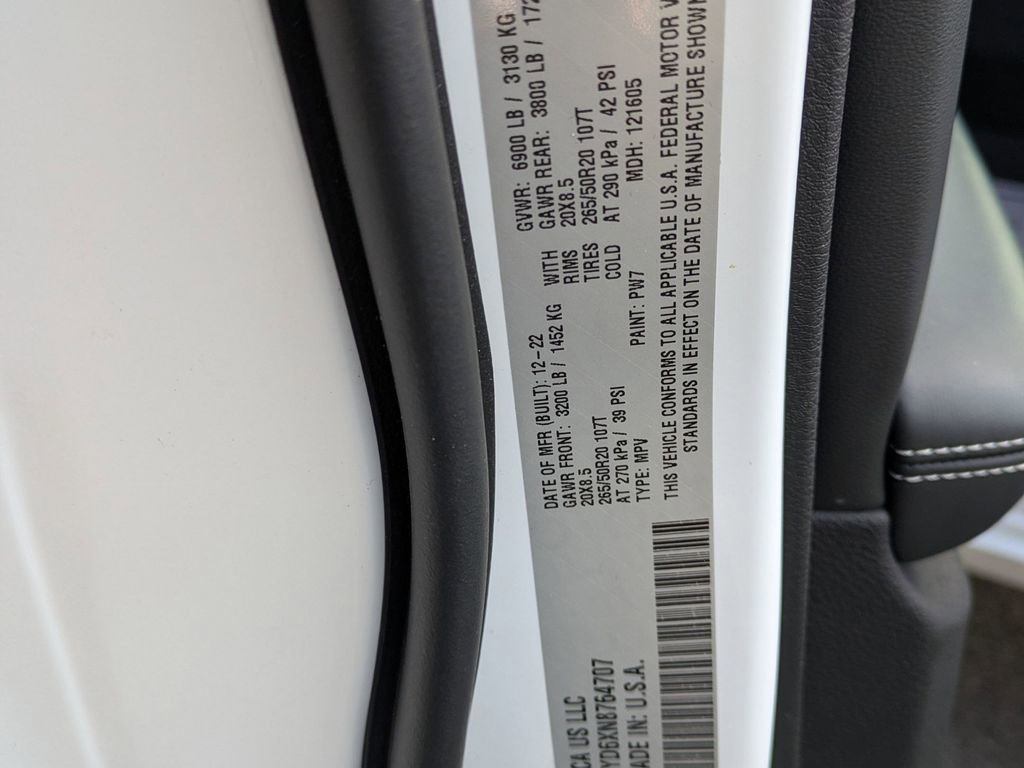 DATE OF MFR (BUILT): 12-22 GVWR: 6900 LB / 3130 KG
GAWR FRONT: 3200 LB / 1452 KG WITH GAWR REAR: 3800 LB /
20X8.5 RIMS 20X8.5
265/50R20 107T TIRES 265/50R20 107T
AT 270 kPa / 39 PSI COLD AT 290 kPa / 42 PSI
TYPE: MPV PAINT: PW7 MDH: 121605
THIS VEHICLE CONFORMS TO ALL APPLICABLE U.S.A. FEDERAL MOTOR
STANDARDS IN EFFECT ON THE DATE OF MANUFACTURE SHOWN
CA US LLC
YD6XN8764707
ADE IN: U.S.A.